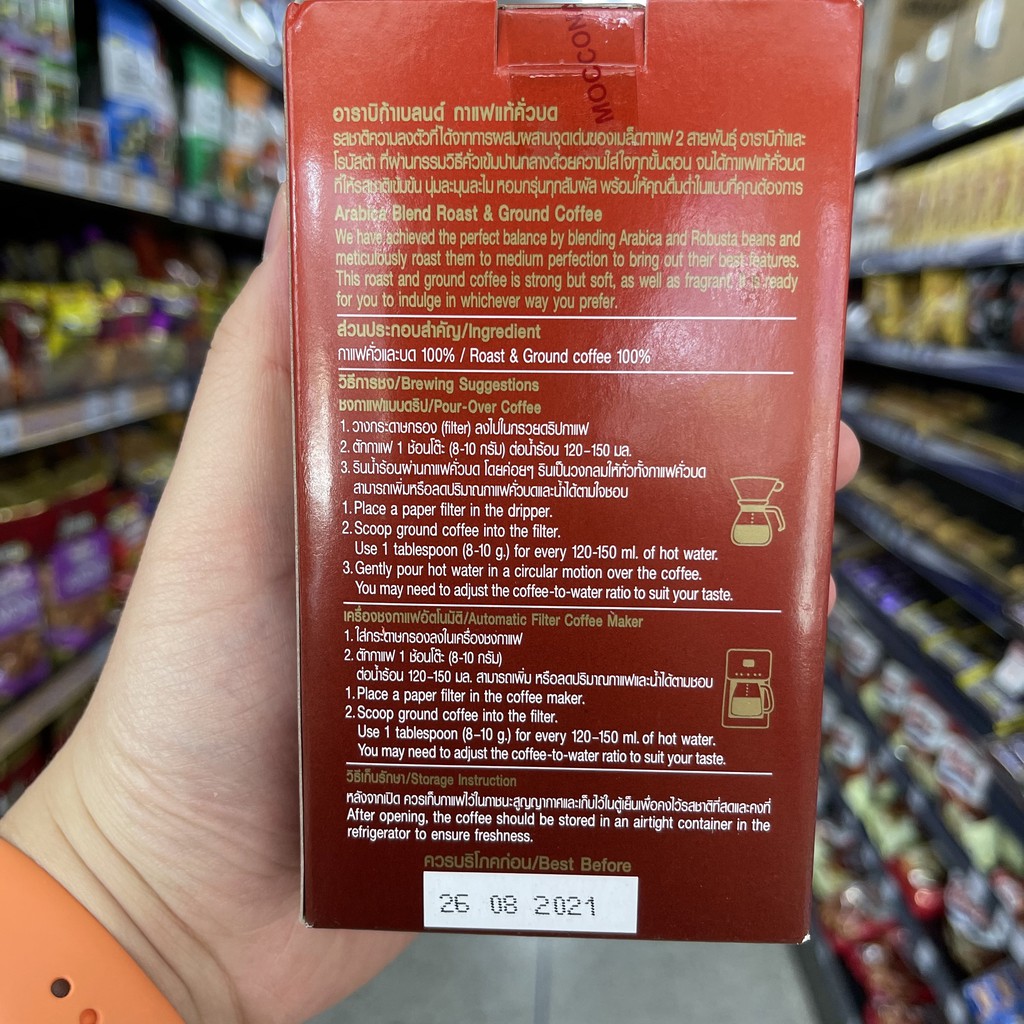 MOCCONA
อาราบิก้าเบลนด์ กาแฟแท้คั่วบด
รสชาติความลงตัวที่ได้จากการผสมผสานจุดเด่นของเมล็ดกาแฟ 2 สายพันธุ์ อาราบิก้าและ
โรบัสต้า ที่ผ่านกรรมวิธีคั่วเข้มปานกลางด้วยความใส่ใจทุกขั้นตอน จนได้กาแฟแท้คั่วบด
ที่ให้รสชาติเข้มข้น นุ่มละมุนละไม หอมกรุ่นทุกสัมผัส พร้อมให้คุณดื่มด่ำในแบบที่คุณต้องการ
Arabica Blend Roast & Ground Coffee
We have achieved the perfect balance by blending Arabica and Robusta beans and
meticulously roast them to medium perfection to bring out their best features.
This roast and ground coffee is strong but soft, as well as fragrant, it is ready
for you to indulge in whichever way you prefer.
ส่วนประกอบสำคัญ/Ingredient
กาแฟคั่วและบด 100% / Roast & Ground coffee 100%
วิธีการชง/Brewing Suggestions
ชงกาแฟแบบดริป/Pour-Over Coffee
1. วางกระดาษกรอง (filter) ลงไปในกรวยดริปกาแฟ
2. ตักกาแฟ 1 ช้อนโต๊ะ (8-10 กรัม) ต่อน้ำร้อน 120-150 มล.
3. รินน้ำร้อนผ่านกาแฟคั่วบด โดยค่อยๆ รินเป็นวงกลมให้ทั่วทั้งกาแฟคั่วบด
สามารถเพิ่มหรือลดปริมาณกาแฟคั่วบดและน้ำได้ตามใจชอบ
1. Place a paper filter in the dripper.
2. Scoop ground coffee into the filter.
Use 1 tablespoon (8-10 g.) for every 120-150 ml. of hot water.
3. Gently pour hot water in a circular motion over the coffee.
You may need to adjust the coffee-to-water ratio to suit your taste.
เครื่องชงกาแฟอัตโนมัติ/Automatic Filter Coffee Maker
1. ใส่กระดาษกรองลงในเครื่องชงกาแฟ
2. ตักกาแฟ 1 ช้อนโต๊ะ (8-10 กรัม)
ต่อน้ำร้อน 120-150 มล. สามารถเพิ่ม หรือลดปริมาณกาแฟและน้ำได้ตามชอบ
1. Place a paper filter in the coffee maker.
2. Scoop ground coffee into the filter.
Use 1 tablespoon (8-10 g.) for every 120-150 ml. of hot water.
You may need to adjust the coffee-to-water ratio to suit your taste.
วิธีเก็บรักษา/Storage Instruction
หลังจากเปิด ควรเก็บกาแฟไว้ในภาชนะสูญญากาศและเก็บไว้ในตู้เย็นเพื่อคงไว้รสชาติที่สดและคงที่
After opening, the coffee should be stored in an airtight container in the
refrigerator to ensure freshness.
ควรบริโภคก่อน/Best Before
26 08 2021